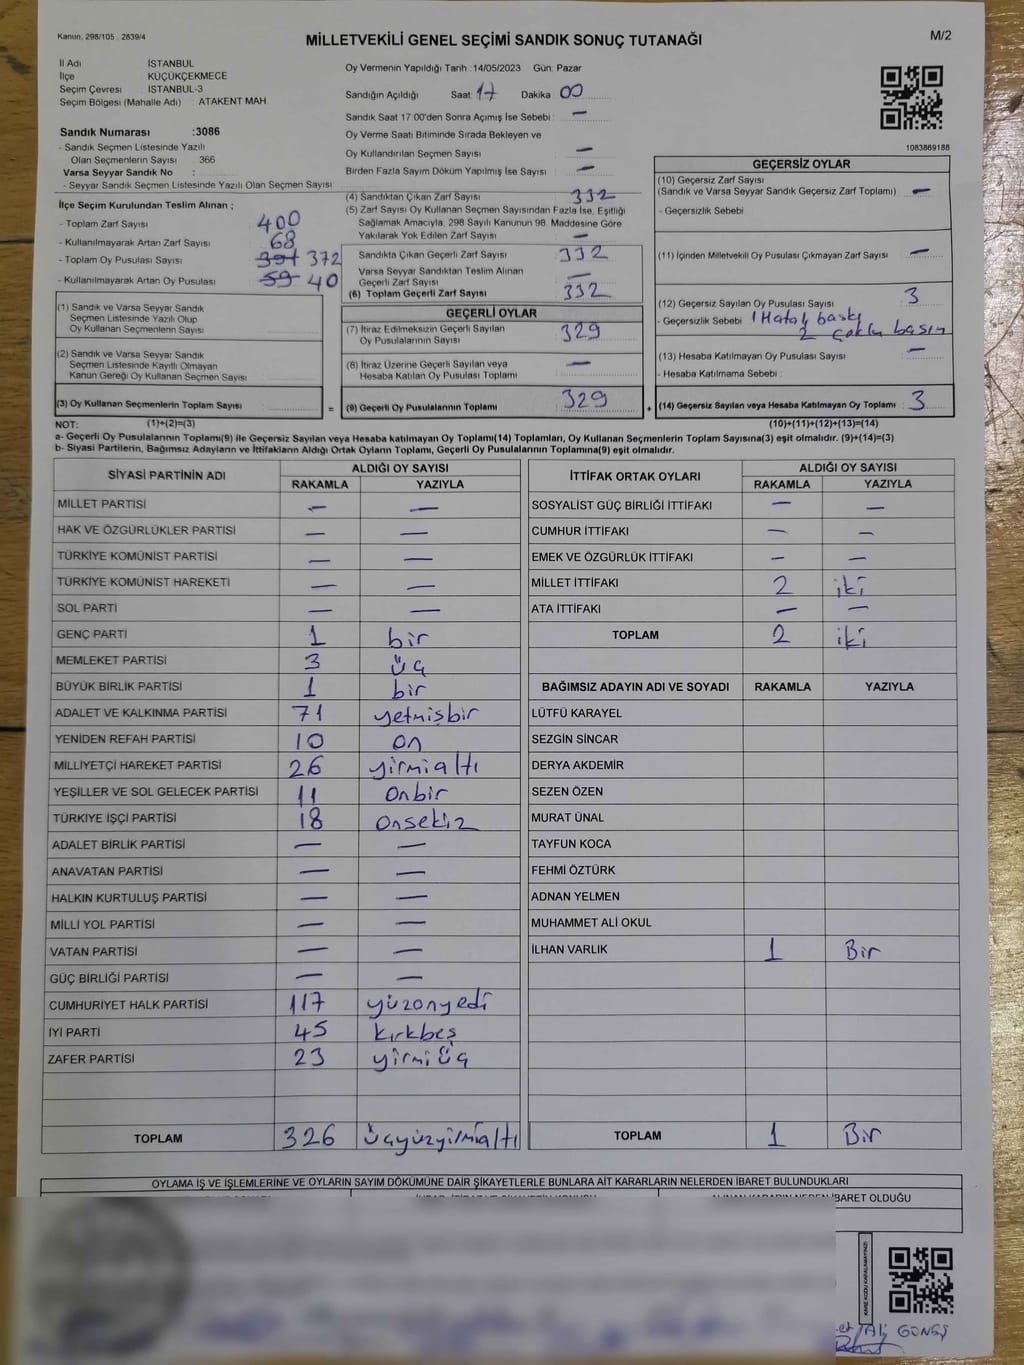 Kanun: 298/105 , 2839/4
MİLLETVEKİLİ GENEL SEÇİMİ SANDIK SONUÇ TUTANAĞI
M/2
İl Adı : İSTANBUL
İlçe : KÜÇÜKÇEKMECE
Seçim Çevresi : İSTANBUL-3
Seçim Bölgesi (Mahalle Adı) : ATAKENT MAH.
Sandık Numarası :3086
- Sandık Seçmen Listesinde Yazılı
Olan Seçmenlerin Sayısı : 366
Varsa Seyyar Sandık No :
- Seyyar Sandık Seçmen Listesinde Yazılı Olan Seçmen Sayısı :
İlçe Seçim Kurulundan Teslim Alınan ;
- Toplam Zarf Sayısı 400
- Kullanılmayarak Artan Zarf Sayısı 68
- Toplam Oy Pusulası Sayısı 391 372
- Kullanılmayarak Artan Oy Pusulası : 59 40
(1) Sandık ve Varsa Seyyar Sandık
Seçmen Listesinde Yazılı Olup
Oy Kullanan Seçmenlerin Sayısı :
(2) Sandık ve Varsa Seyyar Sandık
Seçmen Listesinde Kayıtlı Olmayan
Kanun Gereği Oy Kullanan Seçmen Sayısı :
(3) Oy Kullanan Seçmenlerin Toplam Sayısı :
Oy Vermenin Yapıldığı Tarih :14/05/2023 Gün: Pazar
Sandığın Açıldığı Saat: 17 Dakika 00
Sandık Saat 17:00'den Sonra Açımış İse Sebebi : —
Oy Verme Saati Bitiminde Sırada Bekleyen ve
Oy Kullandırılan Seçmen Sayısı —
Birden Fazla Sayım Döküm Yapılmış İse Sayısı : —
(4) Sandıktan Çıkan Zarf Sayısı 332
(5) Zarf Sayısı Oy Kullanan Seçmen Sayısından Fazla İse, Eşitliği
Sağlamak Amacıyla, 298 Sayılı Kanunun 98. Maddesine Göre
Yakılarak Yok Edilen Zarf Sayısı —
Sandıkta Çıkan Geçerli Zarf Sayısı : 332
Varsa Seyyar Sandıktan Teslim Alınan
Geçerli Zarf Sayısı —
(6) Toplam Geçerli Zarf Sayısı : 332
GEÇERLİ OYLAR
(7) İtiraz Edilmeksizin Geçerli Sayılan
Oy Pusulalarının Sayısı : 329
(8) İtiraz Üzerine Geçerli Sayılan veya
Hesaba Katılan Oy Pusulası Toplamı : —
= (9) Geçerli Oy Pusulalarının Toplamı : 329
1083869188
GEÇERSİZ OYLAR
(10) Geçersiz Zarf Sayısı
(Sandık ve Varsa Seyyar Sandık Geçersiz Zarf Toplamı) : —
- Geçersizlik Sebebi :
(11) İçinden Milletvekili Oy Pusulası Çıkmayan Zarf Sayısı : —
(12) Geçersiz Sayılan Oy Pusulası Sayısı : 3
- Geçersizlik Sebebi : 1 Hatalı baskı
2 çoklu basım
(13) Hesaba Katılmayan Oy Pusulası Sayısı : —
- Hesaba Katılmama Sebebi :
+ (14) Geçersiz Sayılan veya Hesaba Katılmayan Oy Toplamı : 3
NOT: (1)+(2)=(3) (10)+(11)+(12)+(13)=(14)
a- Geçerli Oy Pusulalarının Toplamı(9) ile Geçersiz Sayılan veya Hesaba katılmayan Oy Toplamı(14) Toplamları, Oy Kullanan Seçmenlerin Toplam Sayısına(3) eşit olmalıdır. (9)+(14)=(3)
b- Siyasi Partilerin, Bağımsız Adayların ve İttifakların Aldığı Ortak Oyların Toplamı, Geçerli Oy Pusulalarının Toplamına(9) eşit olmalıdır.
SİYASİ PARTİNİN ADI ALDIĞI OY SAYISI
RAKAMLA YAZIYLA
MİLLET PARTİSİ — —
HAK VE ÖZGÜRLÜKLER PARTİSİ — —
TÜRKİYE KOMÜNİST PARTİSİ — —
TÜRKİYE KOMÜNİST HAREKETİ — —
SOL PARTİ — —
GENÇ PARTİ 1 bir
MEMLEKET PARTİSİ 3 üç
BÜYÜK BİRLİK PARTİSİ 1 bir
ADALET VE KALKINMA PARTİSİ 71 yetmişbir
YENİDEN REFAH PARTİSİ 10 on
MİLLİYETÇİ HAREKET PARTİSİ 26 yirmialtı
YEŞİLLER VE SOL GELECEK PARTİSİ 11 onbir
TÜRKİYE İŞÇİ PARTİSİ 18 onsekiz
ADALET BİRLİK PARTİSİ — —
ANAVATAN PARTİSİ — —
HALKIN KURTULUŞ PARTİSİ — —
MİLLİ YOL PARTİSİ — —
VATAN PARTİSİ — —
GÜÇ BİRLİĞİ PARTİSİ — —
CUMHURİYET HALK PARTİSİ 117 yüzonyedi
İYİ PARTİ 45 kırkbeş
ZAFER PARTİSİ 23 yirmiüç
TOPLAM 326 üçyüzyirmialtı
İTTİFAK ORTAK OYLARI ALDIĞI OY SAYISI
RAKAMLA YAZIYLA
SOSYALİST GÜÇ BİRLİĞİ İTTİFAKI — —
CUMHUR İTTİFAKI — —
EMEK VE ÖZGÜRLÜK İTTİFAKI — —
MİLLET İTTİFAKI 2 iki
ATA İTTİFAKI — —
TOPLAM 2 iki
BAĞIMSIZ ADAYIN ADI VE SOYADI RAKAMLA YAZIYLA
LÜTFÜ KARAYEL
SEZGİN SİNCAR
DERYA AKDEMİR
SEZEN ÖZEN
MURAT ÜNAL
TAYFUN KOCA
FEHMİ ÖZTÜRK
ADNAN YELMEN
MUHAMMET ALİ OKUL
İLHAN VARLIK 1 Bir
TOPLAM 1 Bir
OYLAMA İŞ VE İŞLEMLERİNE VE OYLARIN SAYIM DÖKÜMÜNE DAİR ŞİKAYETLERLE BUNLARA AİT KARARLARIN NELERDEN İBARET BULUNDUKLARI
ALINAN KARARIN NEDEN İBARET OLDUĞU
KARE KODU KARALAMAYINIZ!
Ali GÜNEŞ